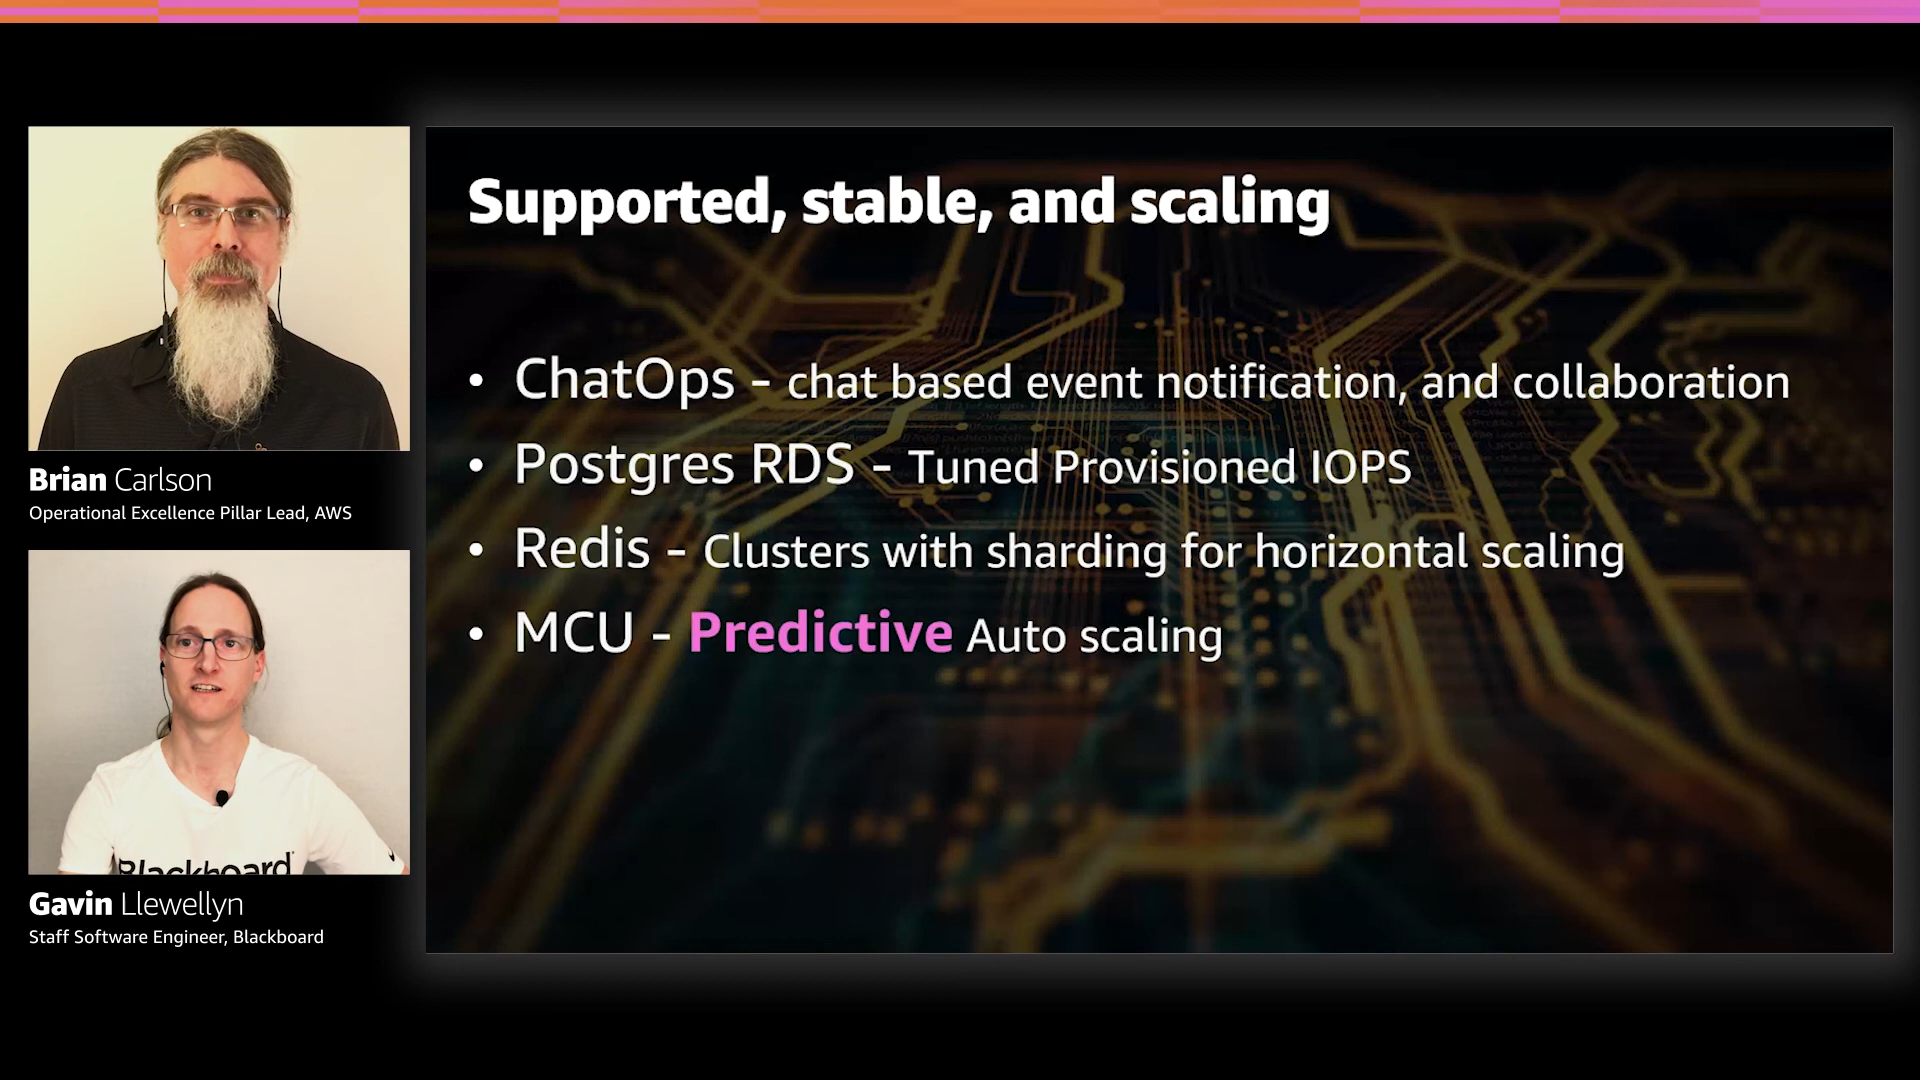 Supported, stable, and scaling
• ChatOps - chat based event notification, and collaboration
• Postgres RDS - Tuned Provisioned IOPS
• Redis - Clusters with sharding for horizontal scaling
• MCU - Predictive Auto scaling
Brian Carlson
Operational Excellence Pillar Lead, AWS
Blackboard
Gavin Llewellyn
Staff Software Engineer, Blackboard